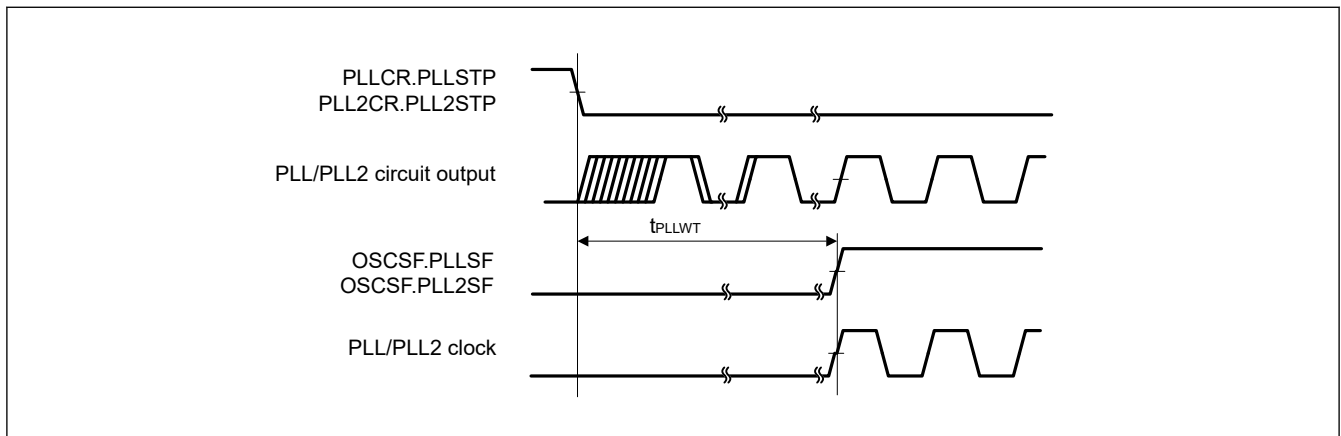 PLLCR.PLLSTP
PLL2CR.PLL2STP
PLL/PLL2 circuit output
tPLLWT
OSCSF.PLLSF
OSCSF.PLL2SF
PLL/PLL2 clock